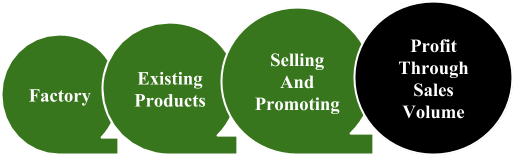 Factory
Existing
Products
Selling
And
Promoting
Profit
Through
Sales
Volume